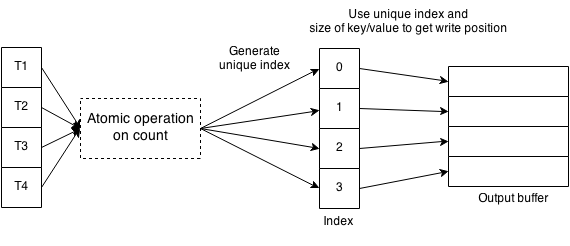 Use unique index and
size of key/value to get write position
Generate
unique index
T1
T2
T3
T4
Atomic operation
on count
0
1
2
3
Index
Output buffer